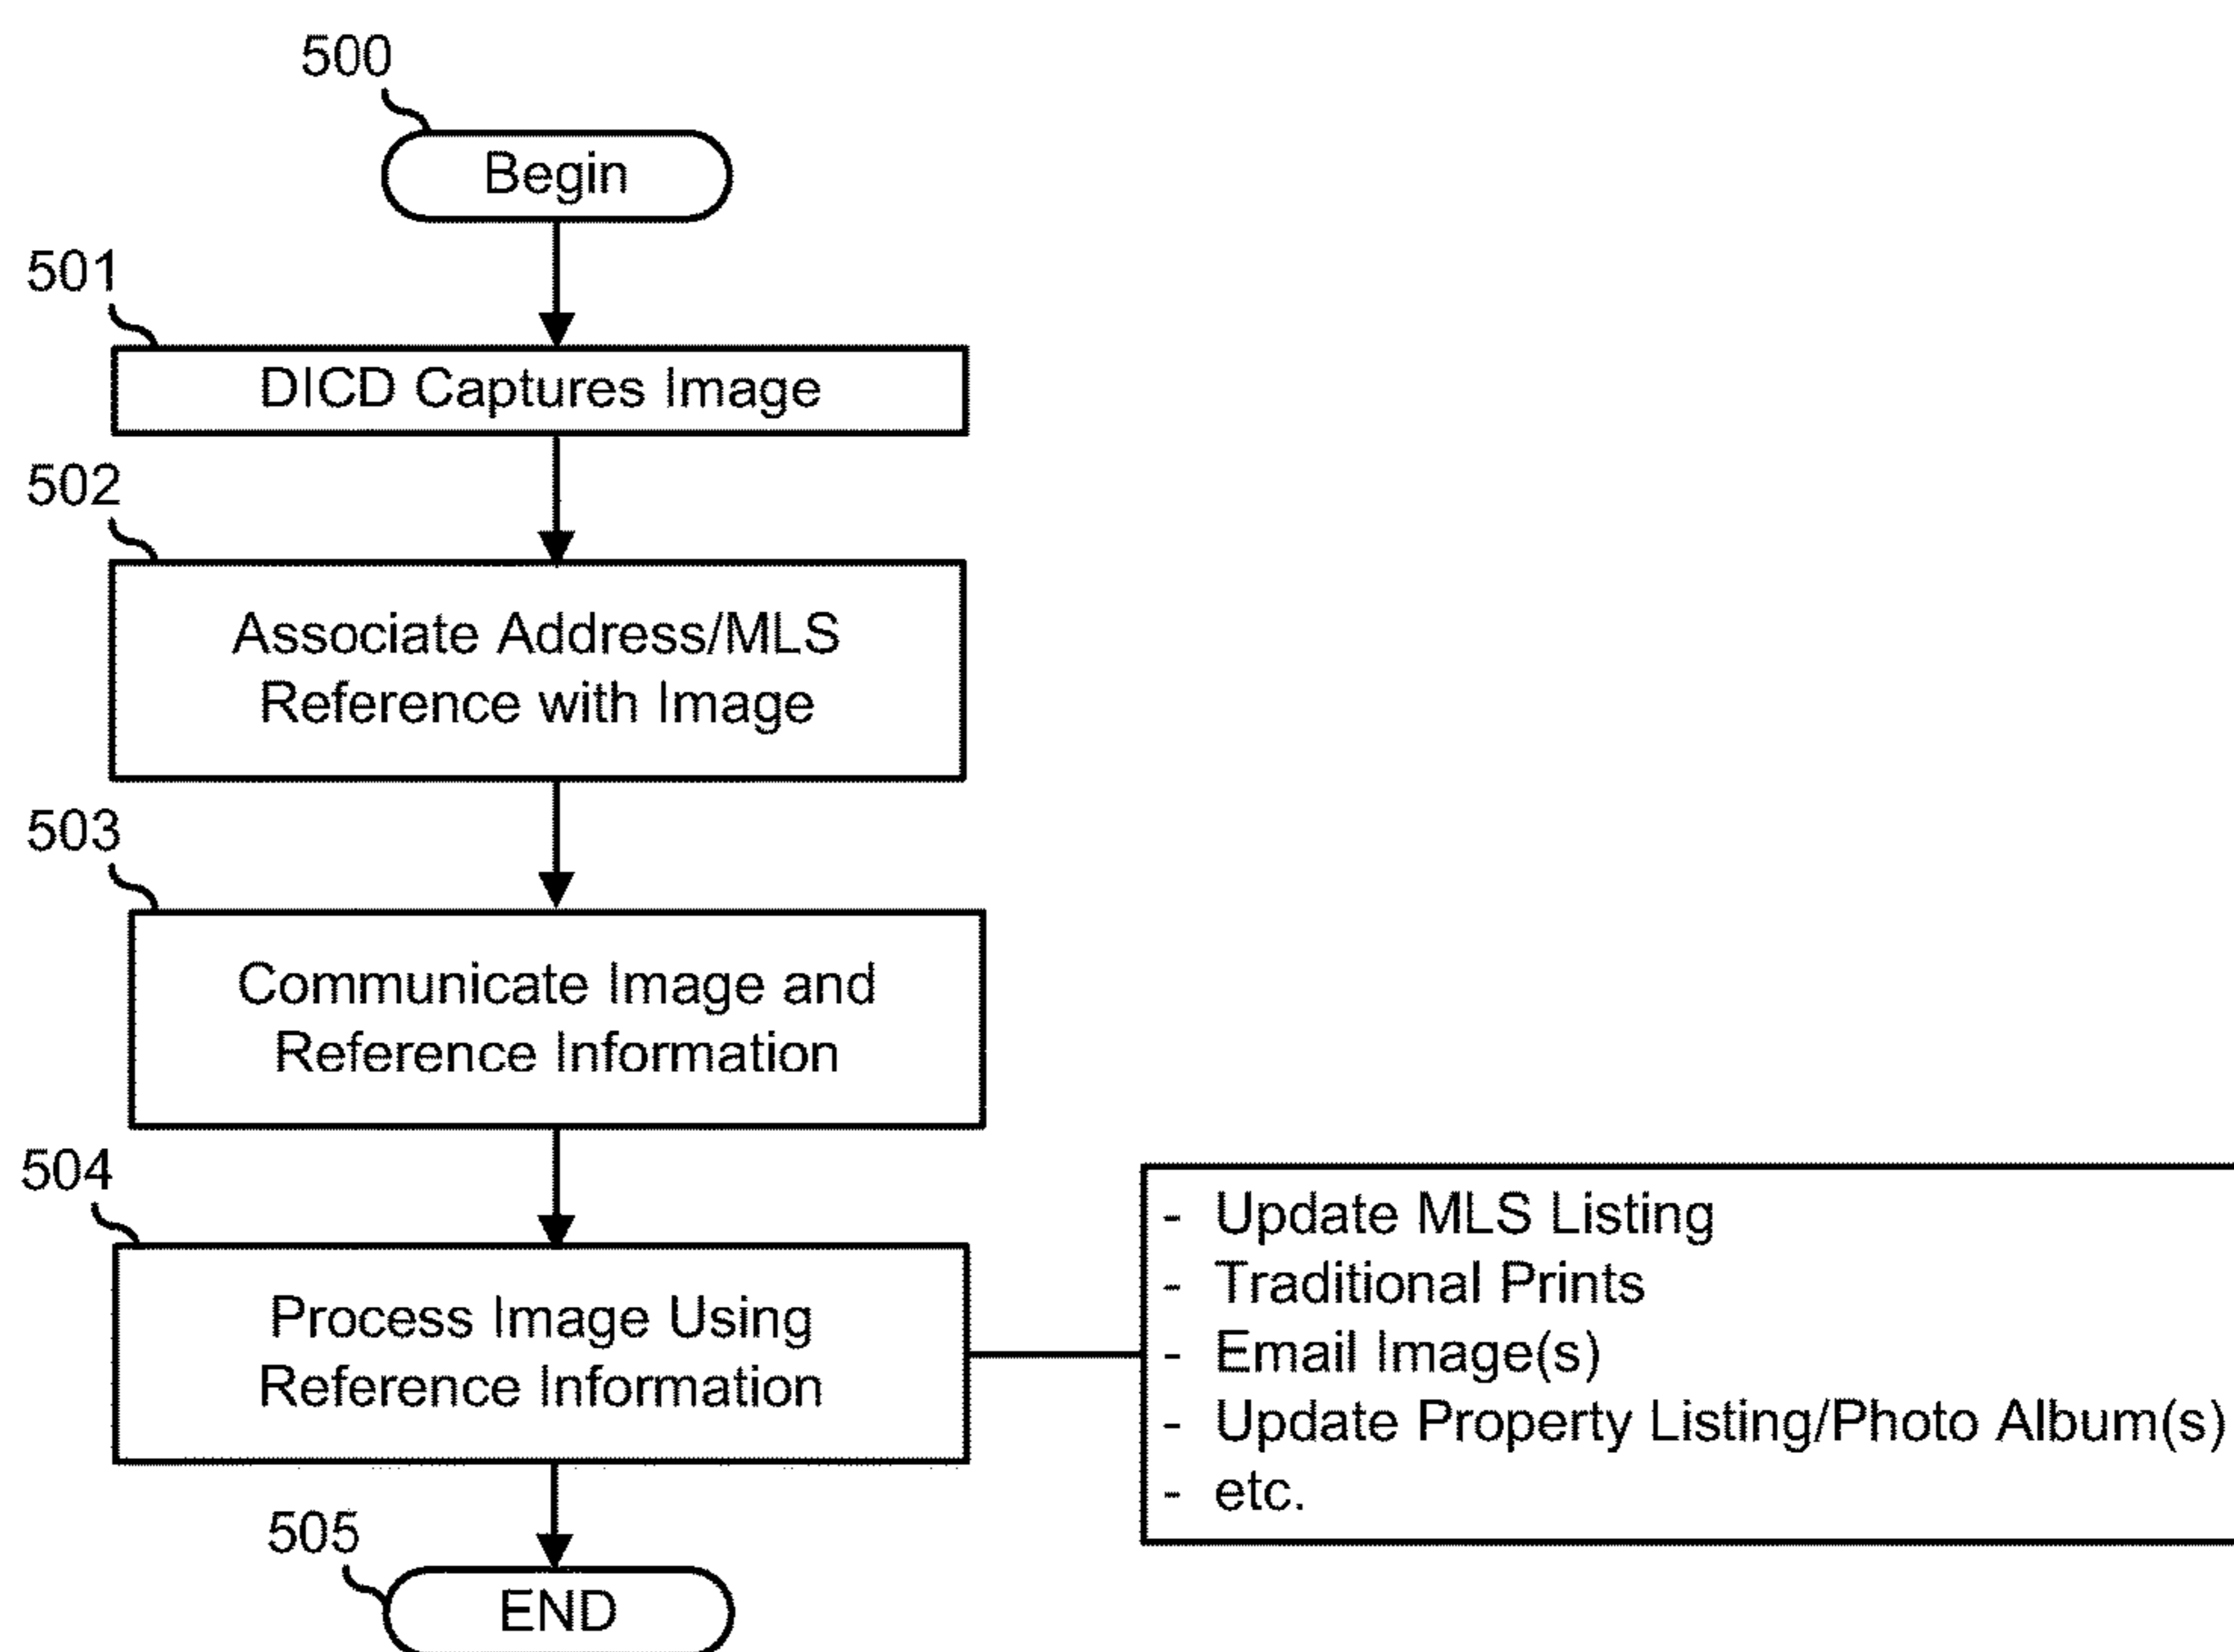 500
Begin
501
DICD Captures Image
502
Associate Address/MLS
Reference with Image
503
Communicate Image and
Reference Information
504
Process Image Using
Reference Information
- Update MLS Listing
- Traditional Prints
- Email Image(s)
- Update Property Listing/Photo Album(s)
- etc.
505
END